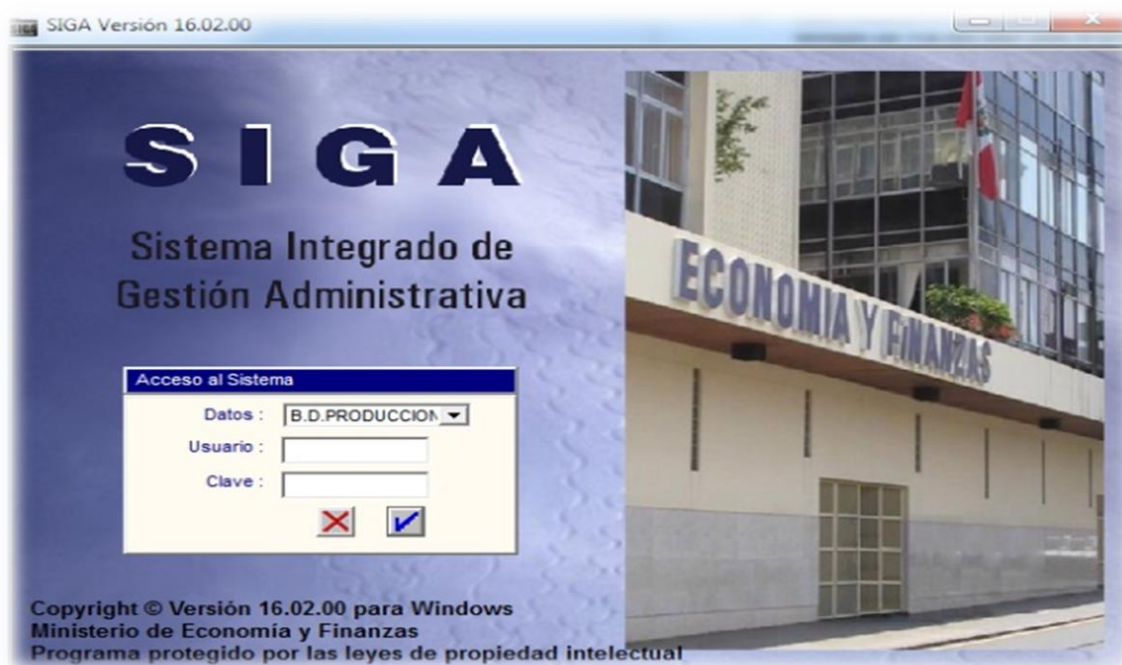 SIGA Versión 16.02.00
SIGA
Sistema Integrado de
Gestión Administrativa
Acceso al Sistema
Datos : B.D.PRODUCCION
Usuario :
Clave :
Copyright © Versión 16.02.00 para Windows
Ministerio de Economía y Finanzas
Programa protegido por las leyes de propiedad intelectual
ECONOMIA Y FINANZAS